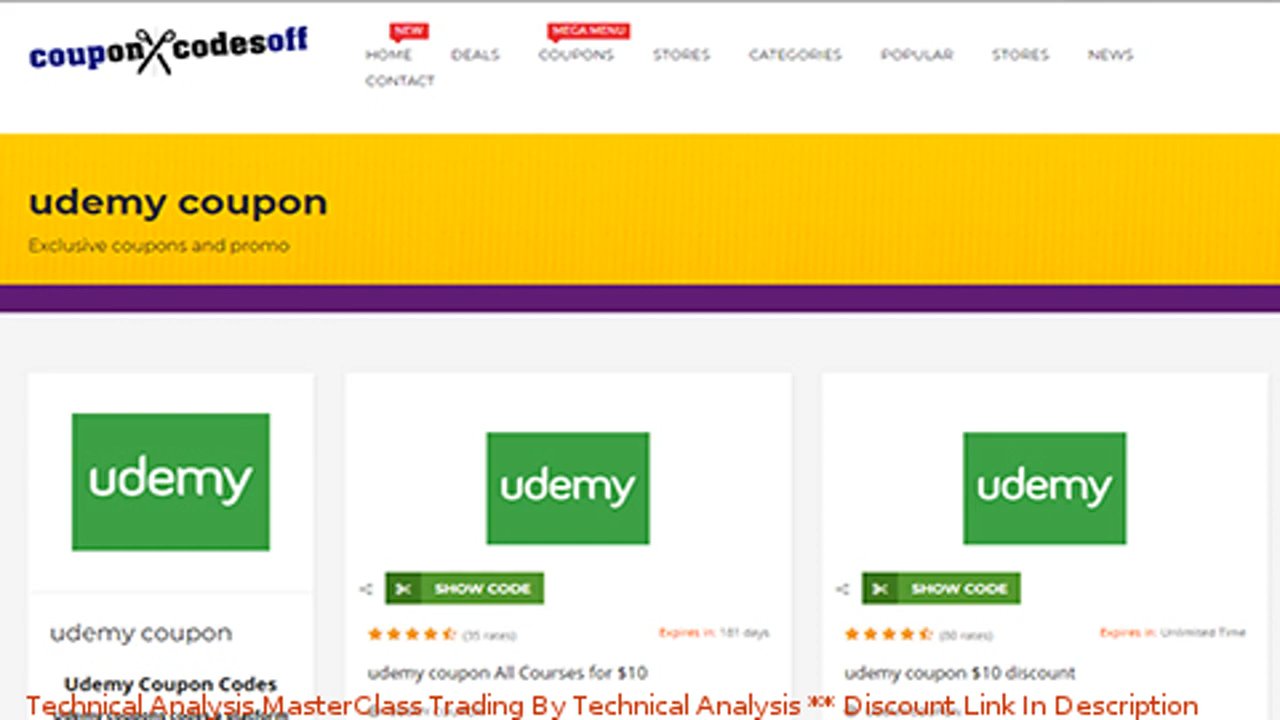 couponXcodesoff
NEW
MEGA MENU
HOME DEALS COUPONS STORES CATEGORIES POPULAR STORES NEWS
CONTACT
udemy coupon
Exclusive coupons and promo
udemy
udemy
udemy
SHOW CODE
SHOW CODE
(35 rates)
Expires in: 181 days
(80 rates)
Expires in: Unlimited Time
udemy coupon
udemy coupon All Courses for $10
udemy coupon $10 discount
Udemy Coupon Codes
Technical Analysis MasterClass Trading By Technical Analysis ** Discount Link In Description